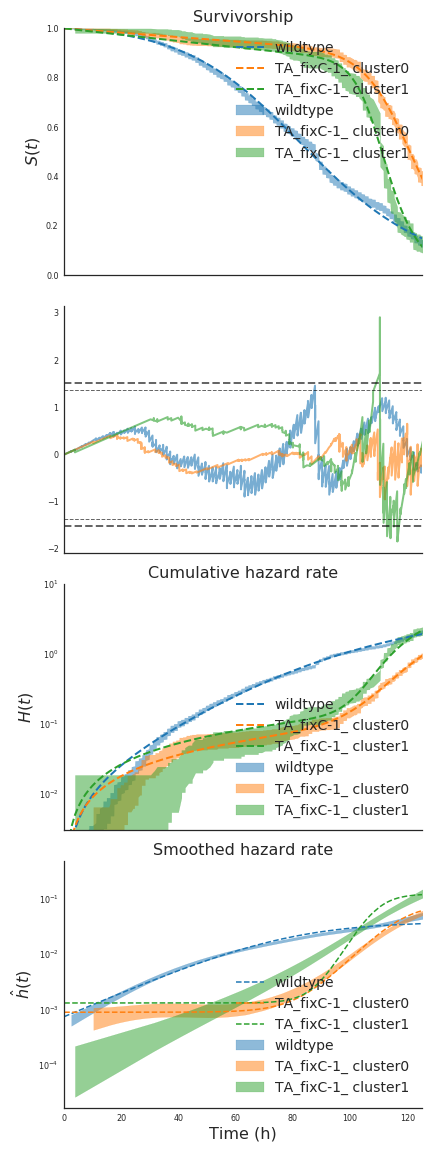 Survivorship
1.0
0.8
0.6
0.4
0.2
0.0
S(t)
wildtype
TA_fixC-1_ cluster0
TA_fixC-1_ cluster1
wildtype
TA_fixC-1_ cluster0
TA_fixC-1_ cluster1
3
2
1
0
−1
−2
Cumulative hazard rate
10¹
10⁰
10⁻¹
10⁻²
H(t)
wildtype
TA_fixC-1_ cluster0
TA_fixC-1_ cluster1
wildtype
TA_fixC-1_ cluster0
TA_fixC-1_ cluster1
Smoothed hazard rate
10⁻¹
10⁻²
10⁻³
10⁻⁴
ĥ(t)
wildtype
TA_fixC-1_ cluster0
TA_fixC-1_ cluster1
wildtype
TA_fixC-1_ cluster0
TA_fixC-1_ cluster1
0 20 40 60 80 100 120
Time (h)